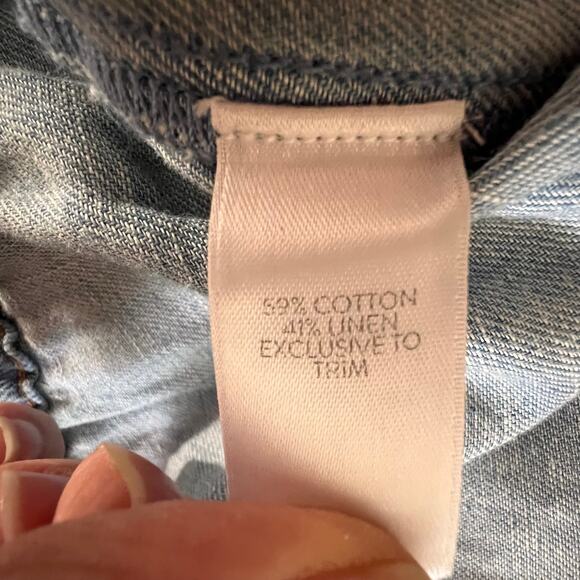 59% COTTON
41% LINEN
EXCLUSIVE TO
TRIM